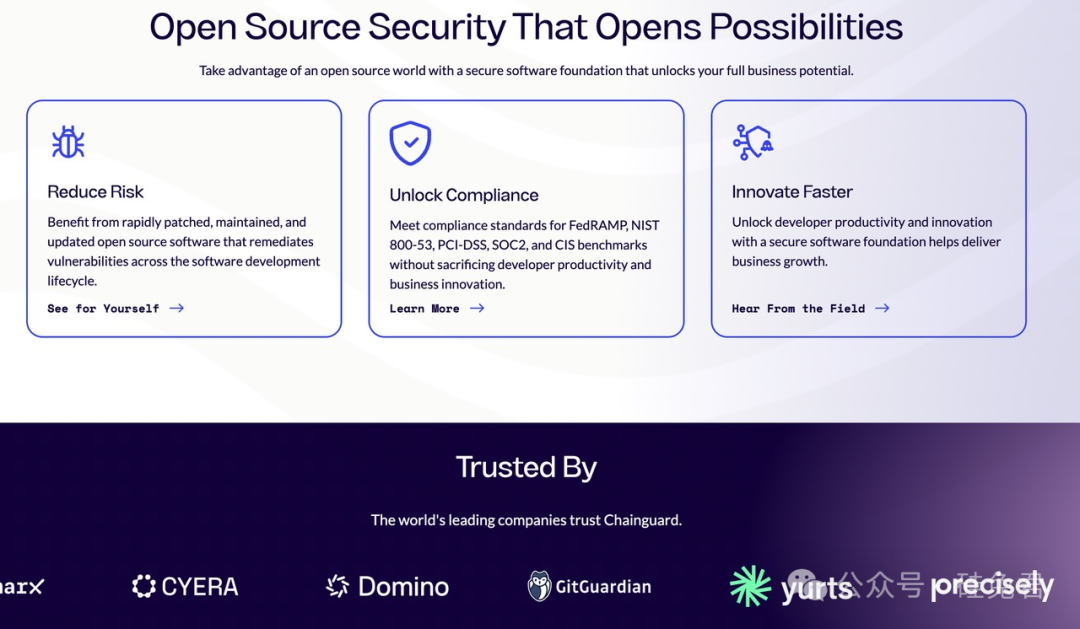 Open Source Security That Opens Possibilities
Take advantage of an open source world with a secure software foundation that unlocks your full business potential.
Reduce Risk
Benefit from rapidly patched, maintained, and
updated open source software that remediates
vulnerabilities across the software development
lifecycle.
See for Yourself →
Unlock Compliance
Meet compliance standards for FedRAMP, NIST
800-53, PCI-DSS, SOC2, and CIS benchmarks
without sacrificing developer productivity and
business innovation.
Learn More →
Innovate Faster
Unlock developer productivity and innovation
with a secure software foundation helps deliver
business growth.
Hear From the Field →
Trusted By
The world's leading companies trust Chainguard.
CYERA
Domino
GitGuardian
yurts
precisely
公众号